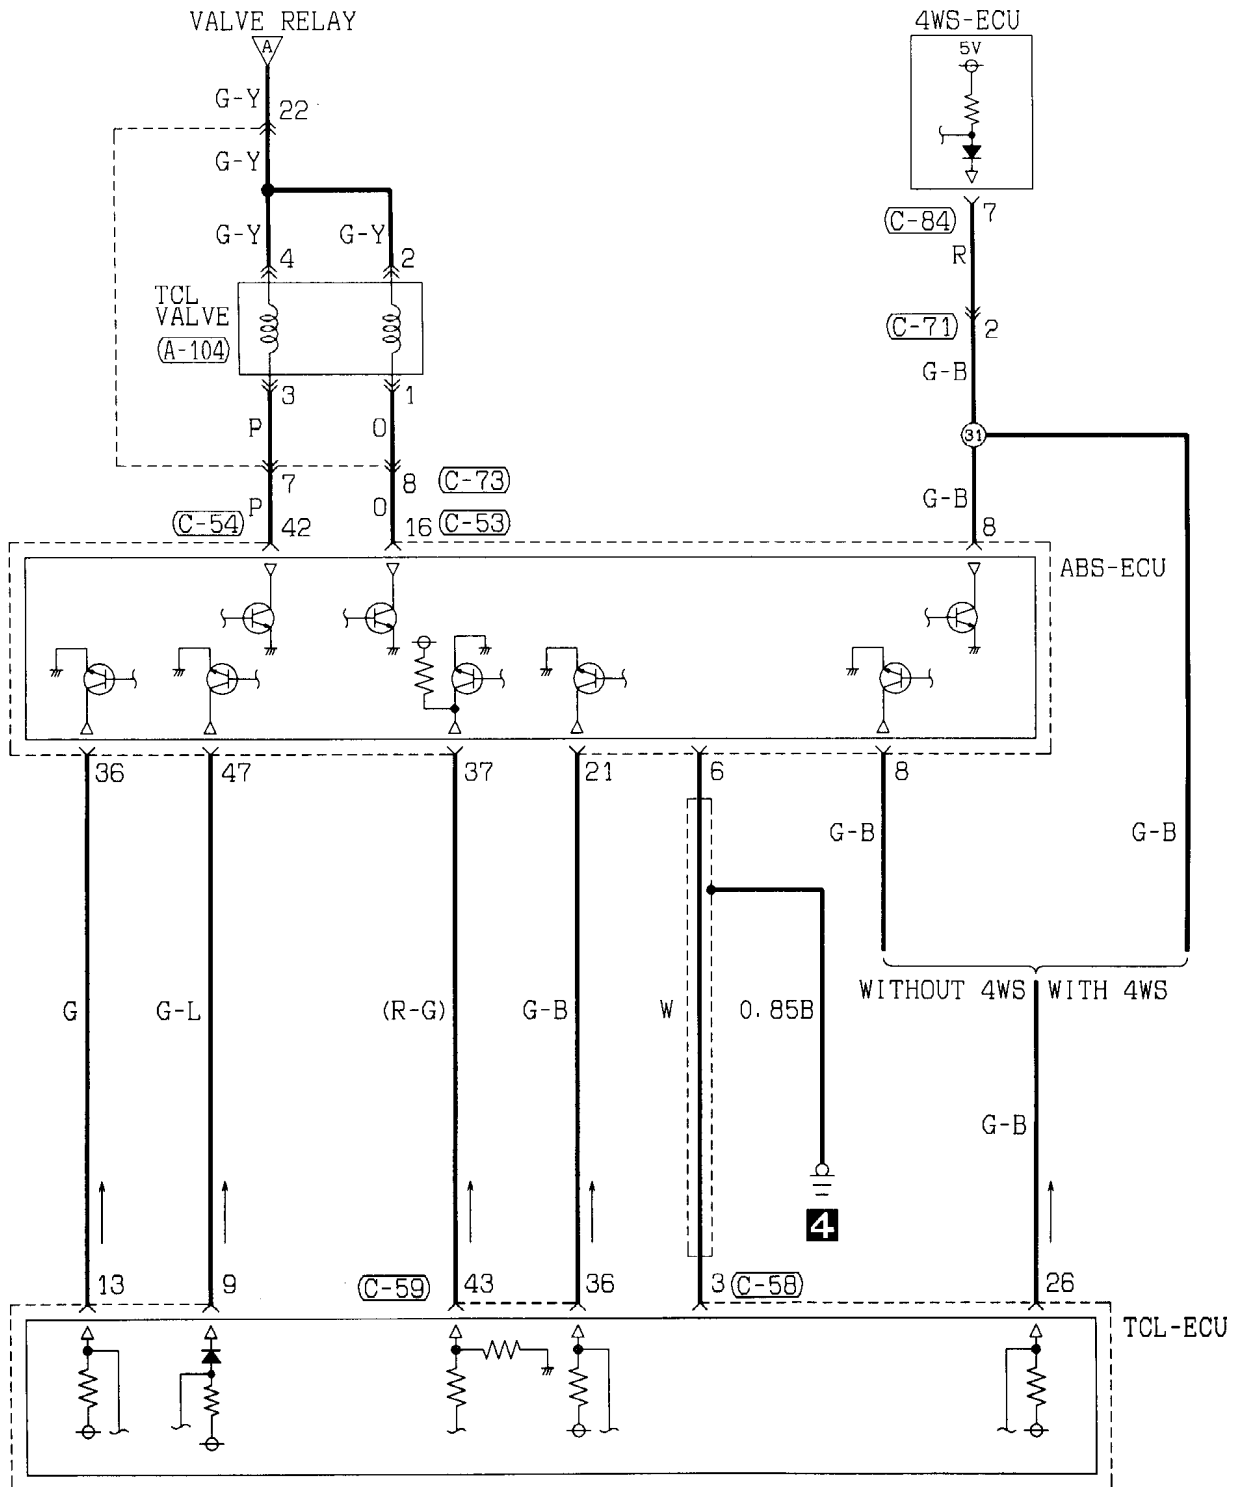 VALVE RELAY
4WS-ECU
A
5V
G-Y
22
G-Y
G-Y
G-Y
4
2
C-84
7
R
TCL
VALVE
A-104
C-71
2
3
1
G-B
P
O
31
7
8
C-73
P
O
G-B
C-54
42
16
C-53
8
ABS-ECU
36
47
37
21
6
8
G-B
G-B
WITHOUT 4WS
WITH 4WS
G
G-L
(R-G)
G-B
W
0.85B
G-B
4
13
9
C-59
43
36
3
C-58
26
TCL-ECU